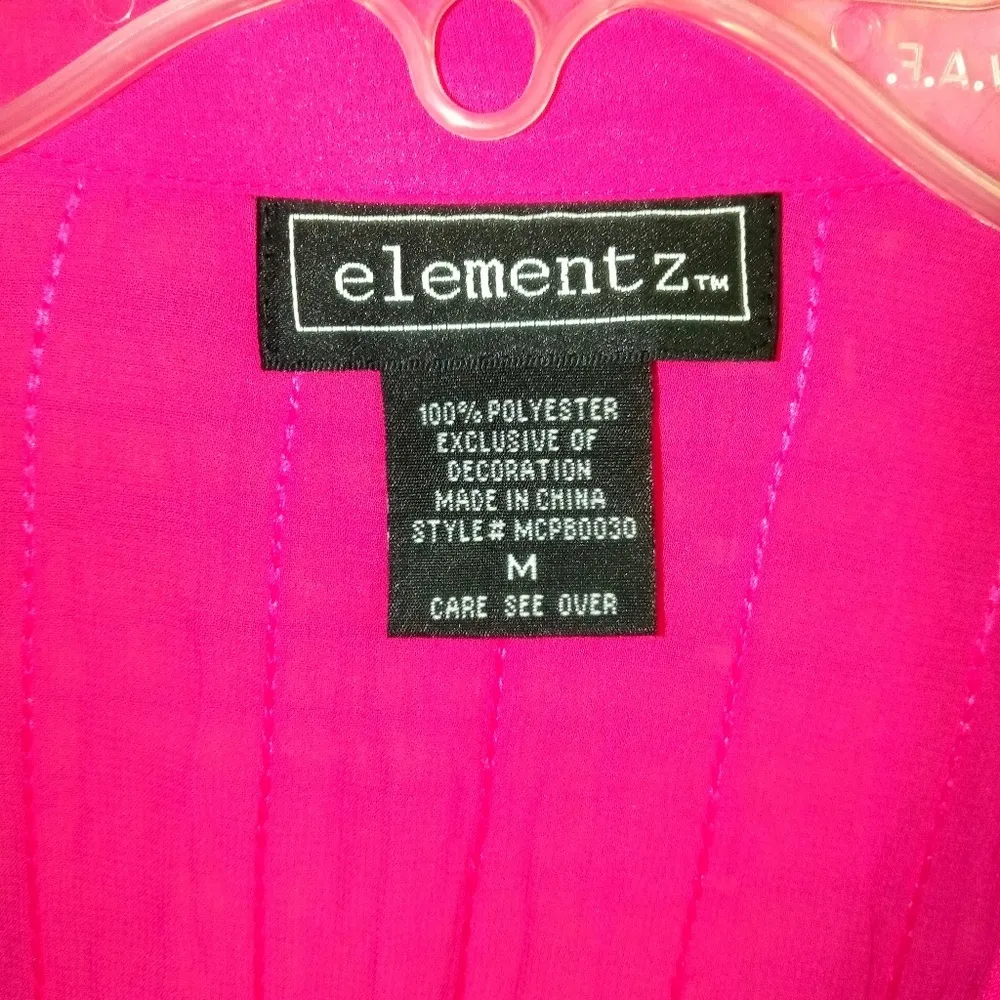 elementz™
100% POLYESTER
EXCLUSIVE OF
DECORATION
MADE IN CHINA
STYLE# MCPB0030
M
CARE SEE OVER